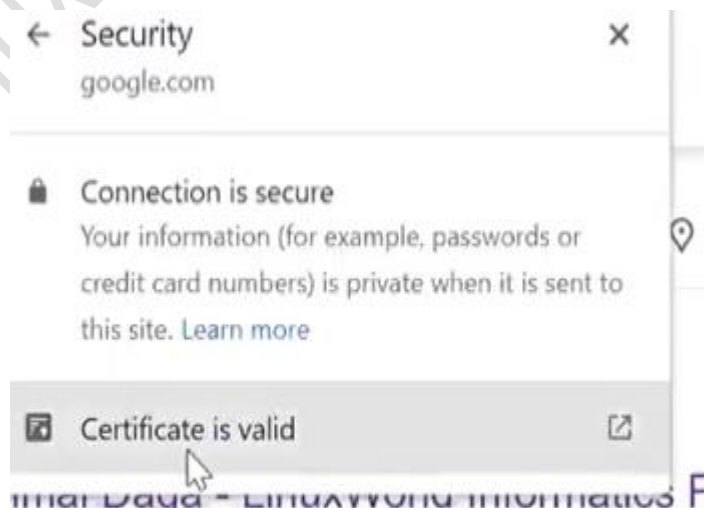 Security
google.com
Connection is secure
Your information (for example, passwords or
credit card numbers) is private when it is sent to
this site. Learn more
Certificate is valid